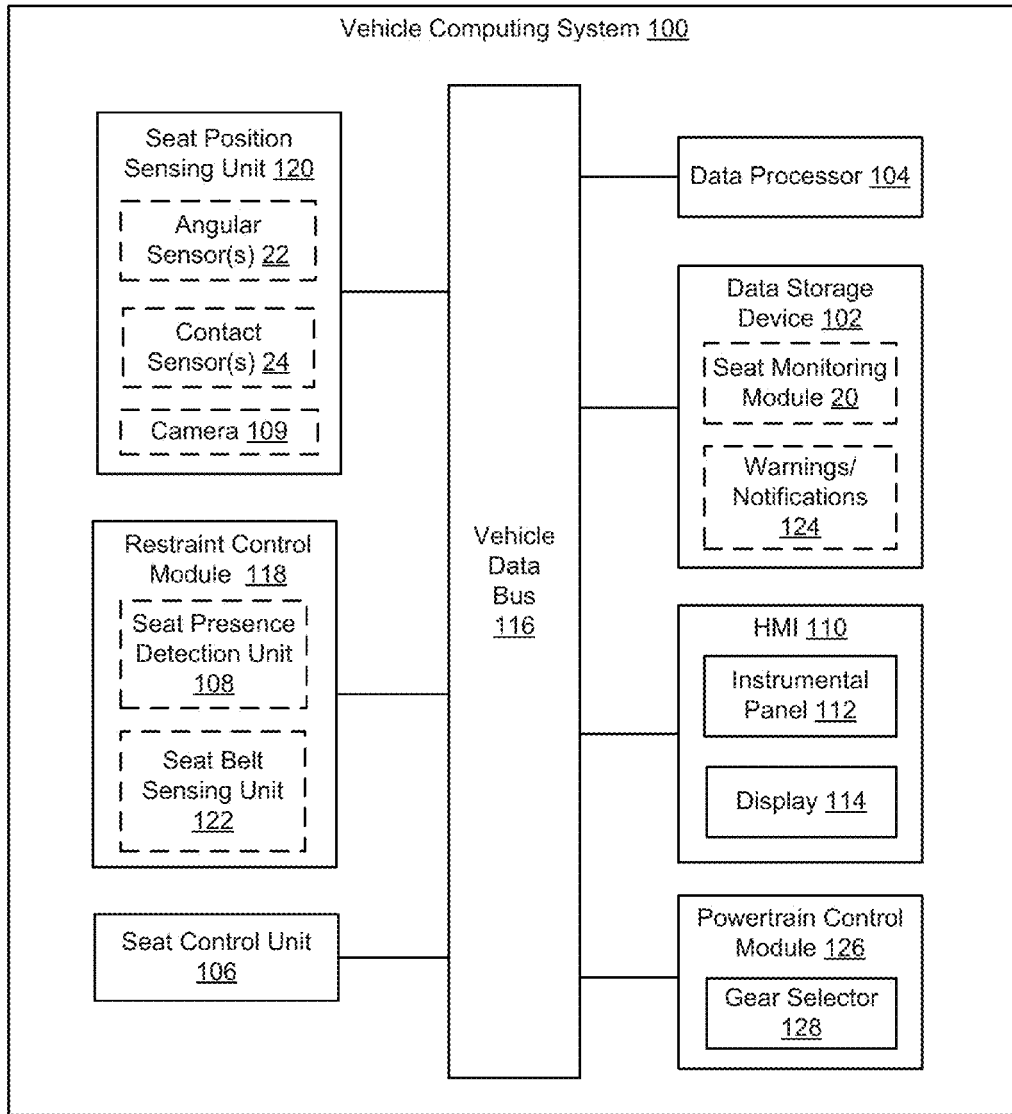 Vehicle Computing System 100
Seat Position
Sensing Unit 120
Angular
Sensor(s) 22
Contact
Sensor(s) 24
Camera 109
Restraint Control
Module 118
Seat Presence
Detection Unit
108
Seat Belt
Sensing Unit
122
Seat Control Unit
106
Vehicle
Data
Bus
116
Data Processor 104
Data Storage
Device 102
Seat Monitoring
Module 20
Warnings/
Notifications
124
HMI 110
Instrumental
Panel 112
Display 114
Powertrain Control
Module 126
Gear Selector
128